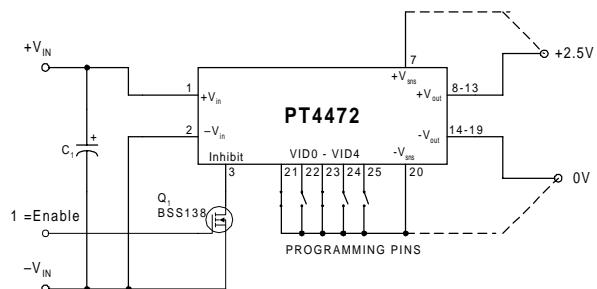 +VIN
7
+Vsns
+2.5V
1
+Vin
+Vout
8-13
PT4472
2
−Vin
-Vout
14-19
C1
+
Inhibit
VID0 - VID4
-Vsns
3
21
22
23
24
25
20
0V
Q1
BSS138
1 =Enable
PROGRAMMING PINS
−VIN